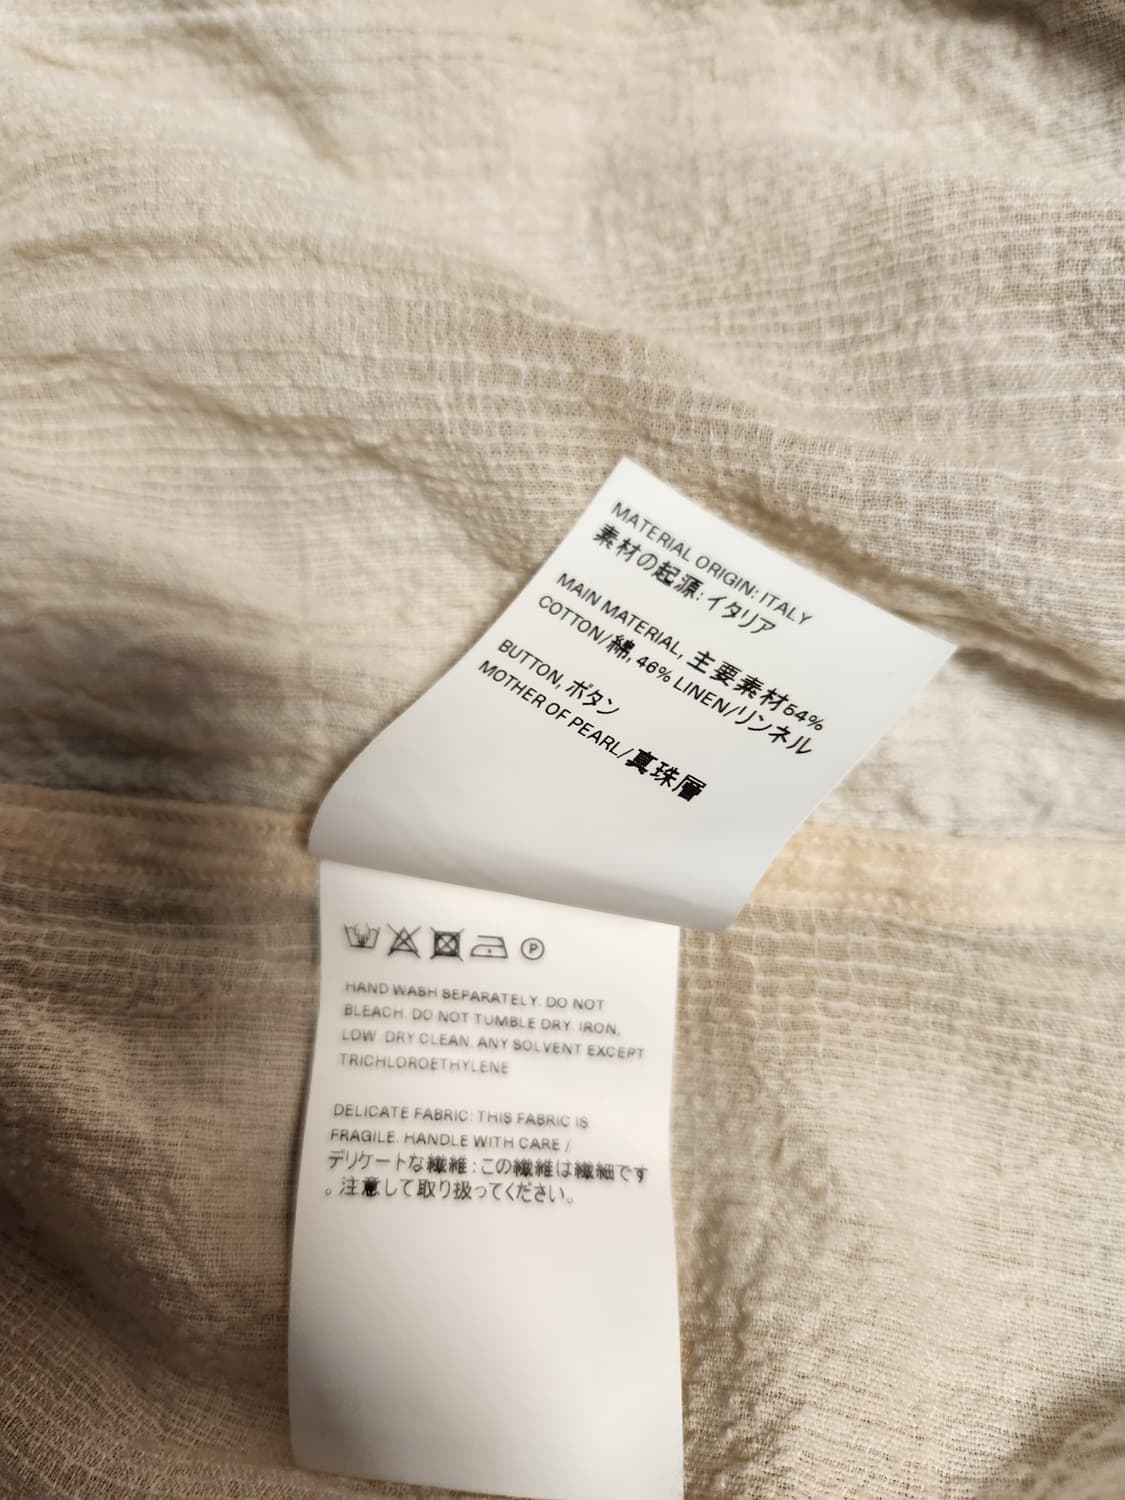 MATERIAL ORIGIN: ITALY
素材の起源: イタリア
MAIN MATERIAL, 主要素材54%
COTTON/綿, 46% LINEN/リンネル
BUTTON, ボタン
MOTHER OF PEARL/真珠層
P
HAND WASH SEPARATELY. DO NOT
BLEACH. DO NOT TUMBLE DRY. IRON,
LOW. DRY CLEAN, ANY SOLVENT EXCEPT
TRICHLOROETHYLENE
DELICATE FABRIC: THIS FABRIC IS
FRAGILE. HANDLE WITH CARE /
デリケートな繊維 : この繊維は繊細です
。注意して取り扱ってください。